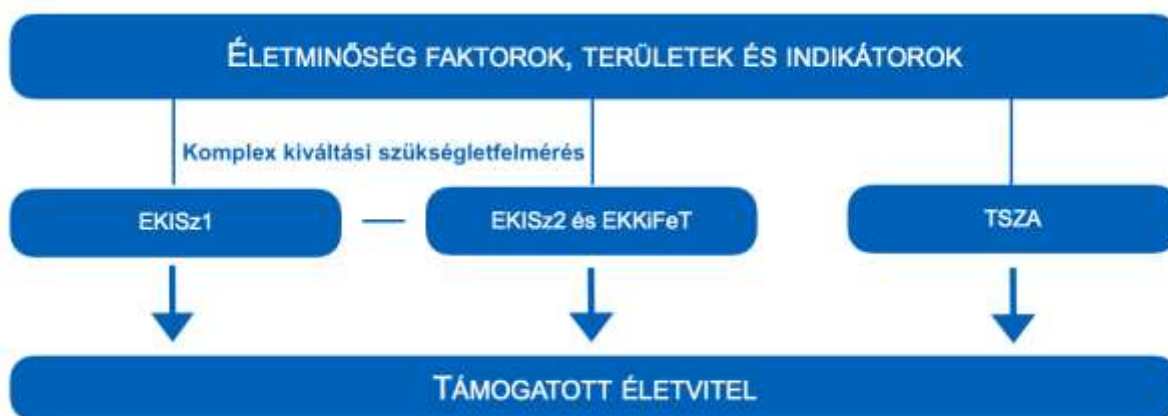 ÉLETMINŐSÉG FAKTOROK, TERÜLETEK ÉS INDIKÁTOROK
Komplex kiváltási szükségletfelmérés
EKISz1
EKISz2 és EKKiFeT
TSZA
TÁMOGATOTT ÉLETVITEL